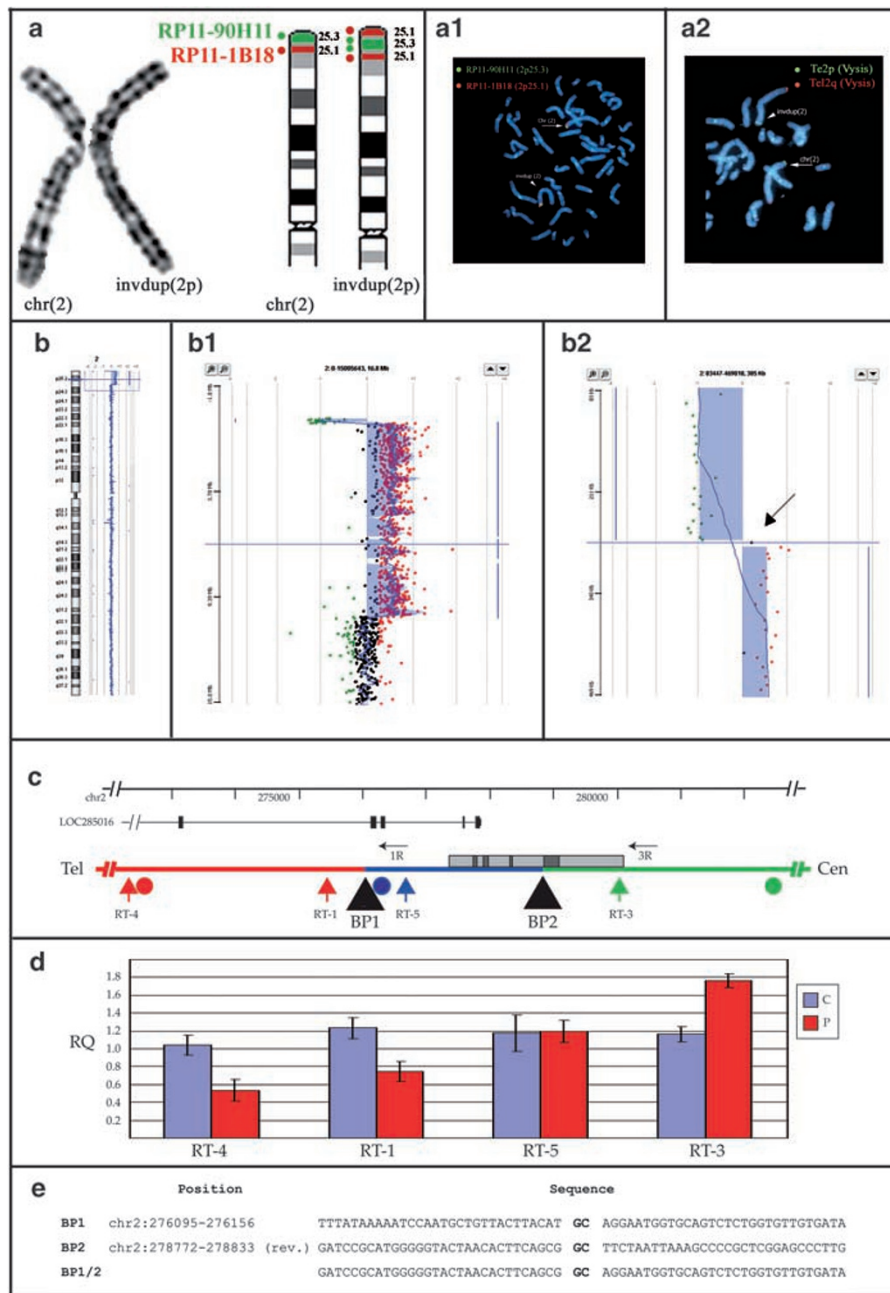 a
RP11-90H11
RP11-1B18
25.3
25.1
25.1
25.3
25.1
chr(2)
invdup(2p)
chr(2)
invdup(2p)
a1
RP11-90H11 (2p25.3)
RP11-1B18 (2p25.1)
chr (2)
invdup (2)
a2
Te2p (Vysis)
Tel2q (Vysis)
invdup(2)
chr(2)
b
b1
b2
c
chr2
275000
280000
LOC285016
1R
3R
Tel
Cen
RT-4
RT-1
BP1
RT-5
BP2
RT-3
d
RQ
1.8
1.6
1.4
1.2
1.0
0.8
0.6
0.4
0.2
C
P
RT-4
RT-1
RT-5
RT-3
e
Position Sequence
BP1 chr2:276095-276156 TTTATAAAAATCCAATGCTGTTACTTACAT GC AGGAATGGTGCAGTCTCTGGTGTTGTGATA
BP2 chr2:278772-278833 (rev.) GATCCGCATGGGGGTACTAACACTTCAGCG GC TTCTAATTAAAGCCCCGCTCGGAGCCCTTG
BP1/2 GATCCGCATGGGGGTACTAACACTTCAGCG GC AGGAATGGTGCAGTCTCTGGTGTTGTGATA